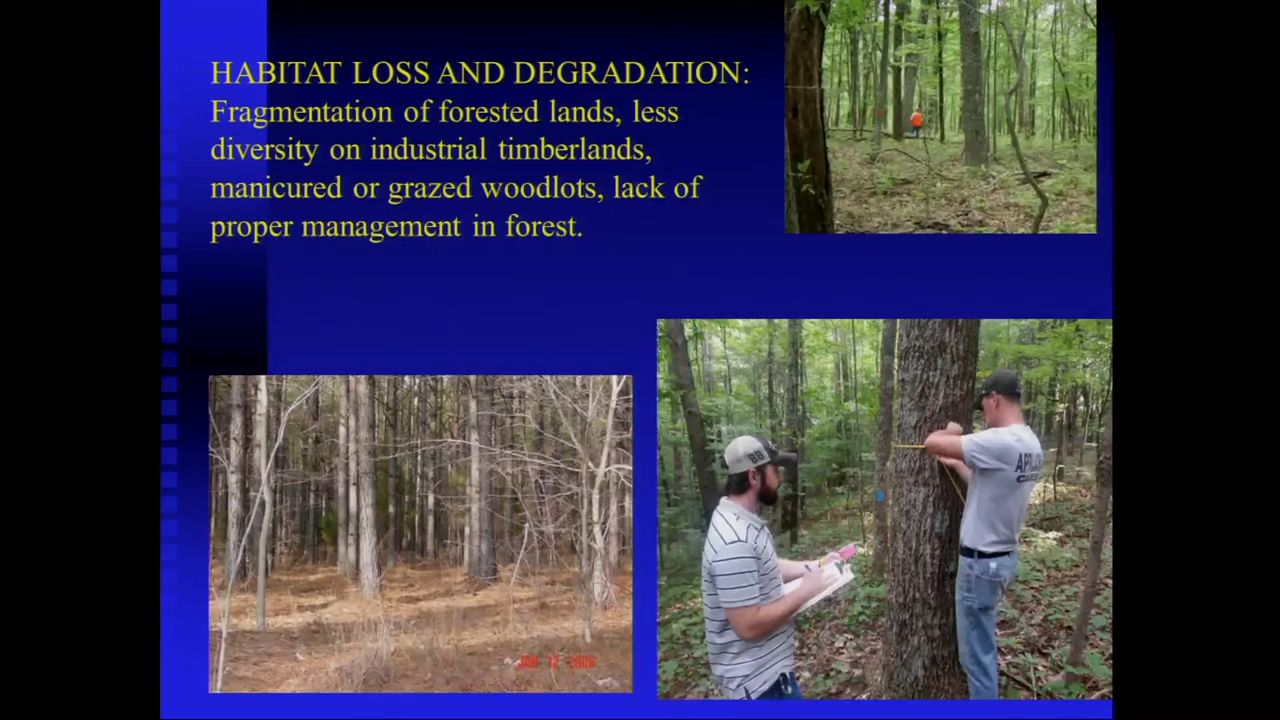 HABITAT LOSS AND DEGRADATION:
Fragmentation of forested lands, less
diversity on industrial timberlands,
manicured or grazed woodlots, lack of
proper management in forest.
BB